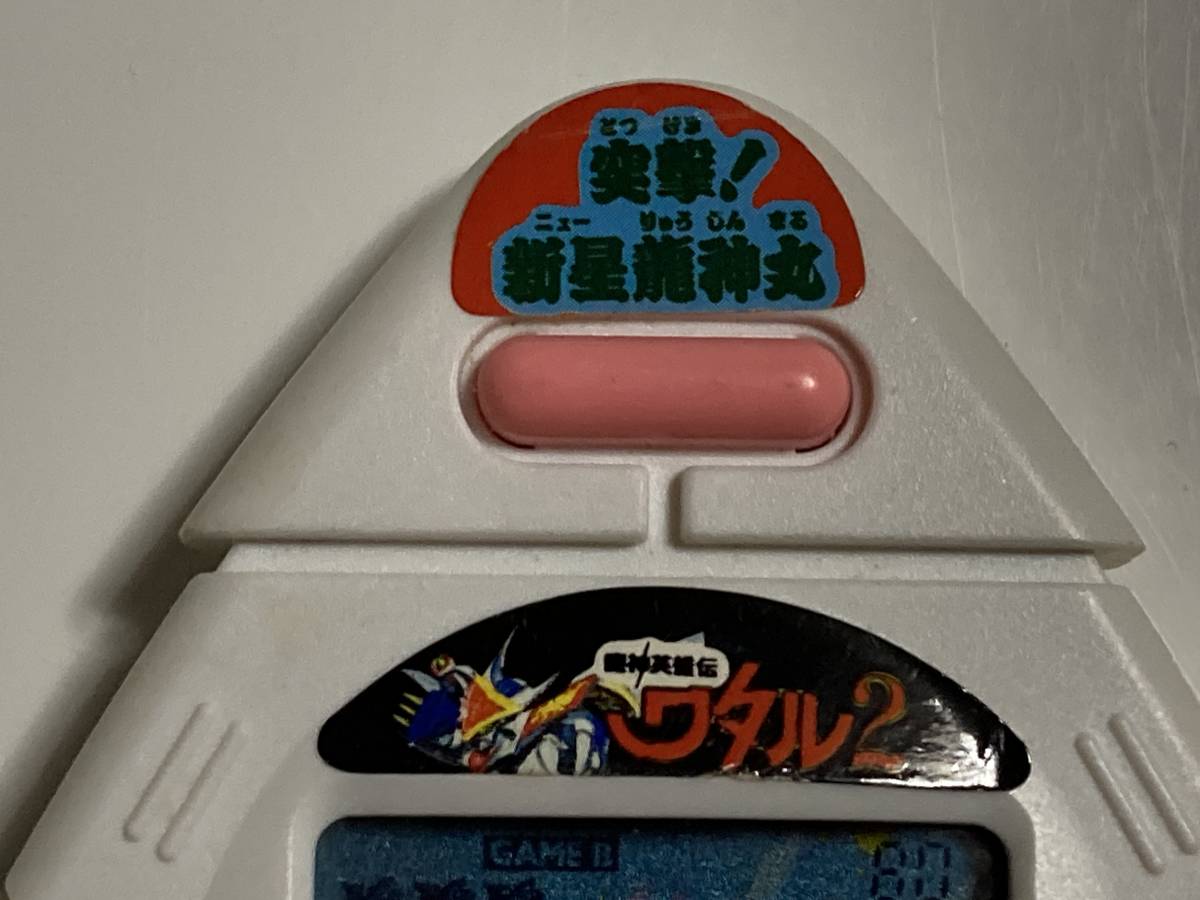 とつ げき
突撃!
ニュー りゅう じん まる
新星龍神丸
魔神英雄伝
ワタル2
GAME B